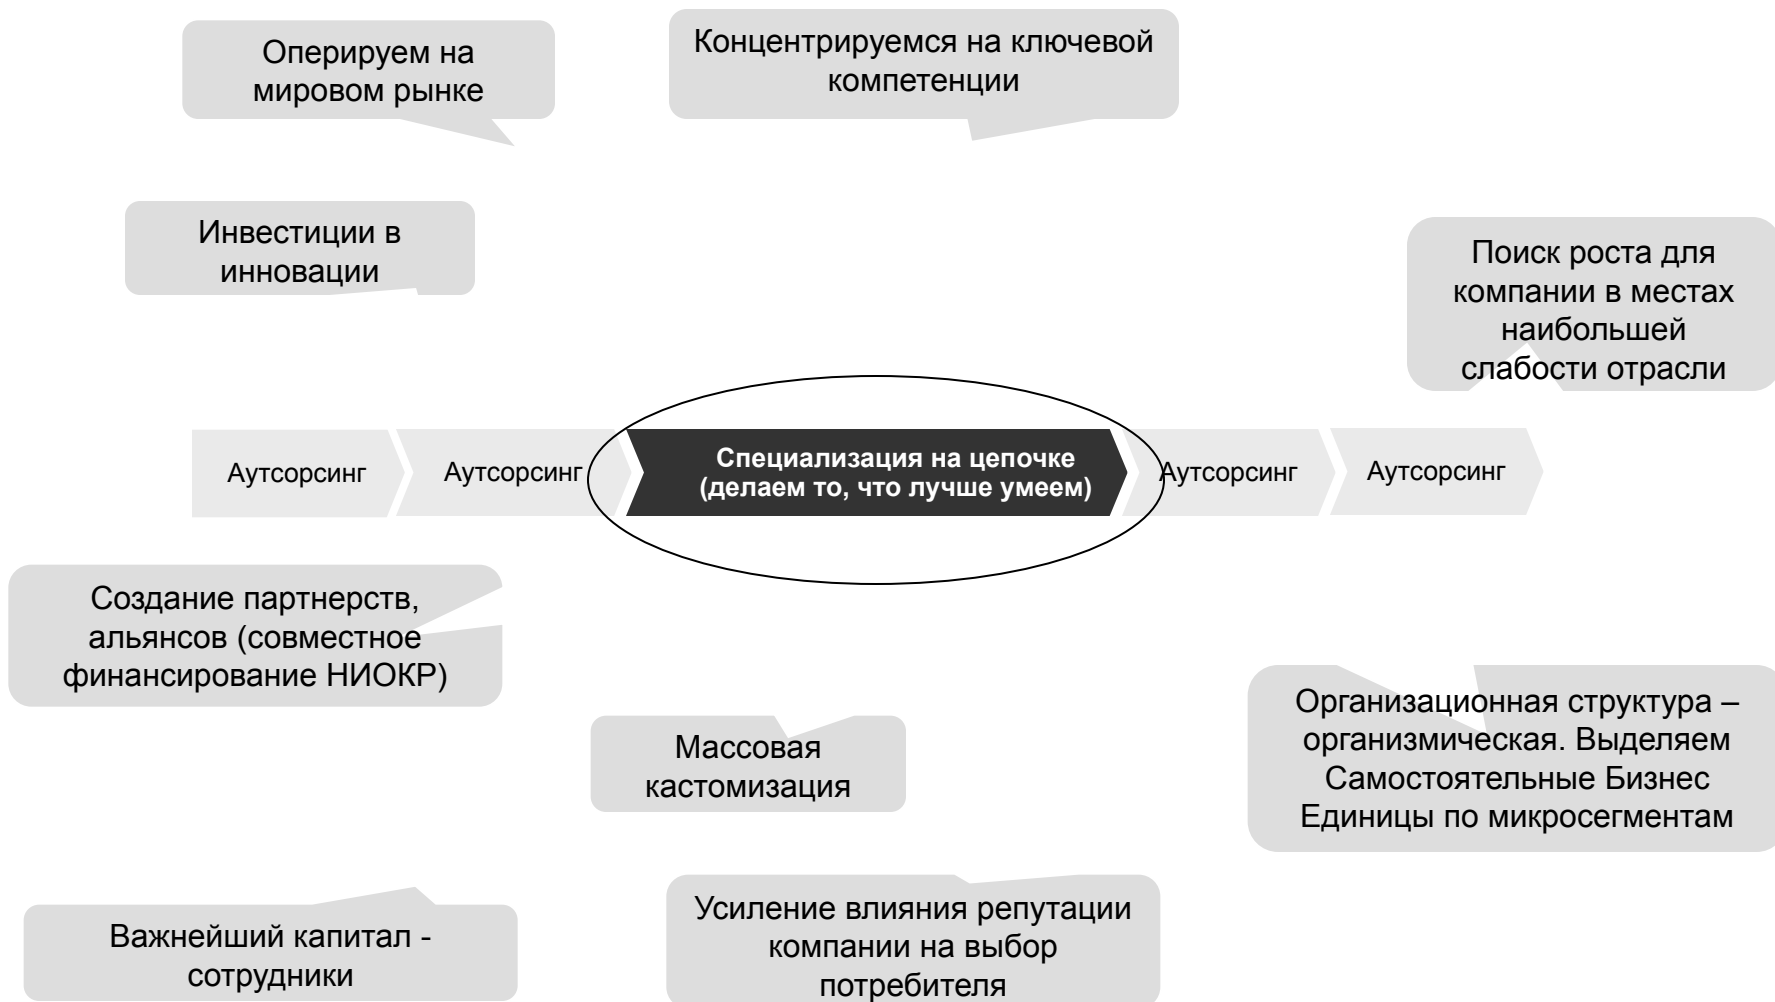 Оперируем на
мировом рынке
Концентрируемся на ключевой
компетенции
Инвестиции в
инновации
Поиск роста для
компании в местах
наибольшей
слабости отрасли
Аутсорсинг
Аутсорсинг
Специализация на цепочке
(делаем то, что лучше умеем)
Аутсорсинг
Аутсорсинг
Создание партнерств,
альянсов (совместное
финансирование НИОКР)
Организационная структура –
организмическая. Выделяем
Самостоятельные Бизнес
Единицы по микросегментам
Массовая
кастомизация
Важнейший капитал -
сотрудники
Усиление влияния репутации
компании на выбор
потребителя